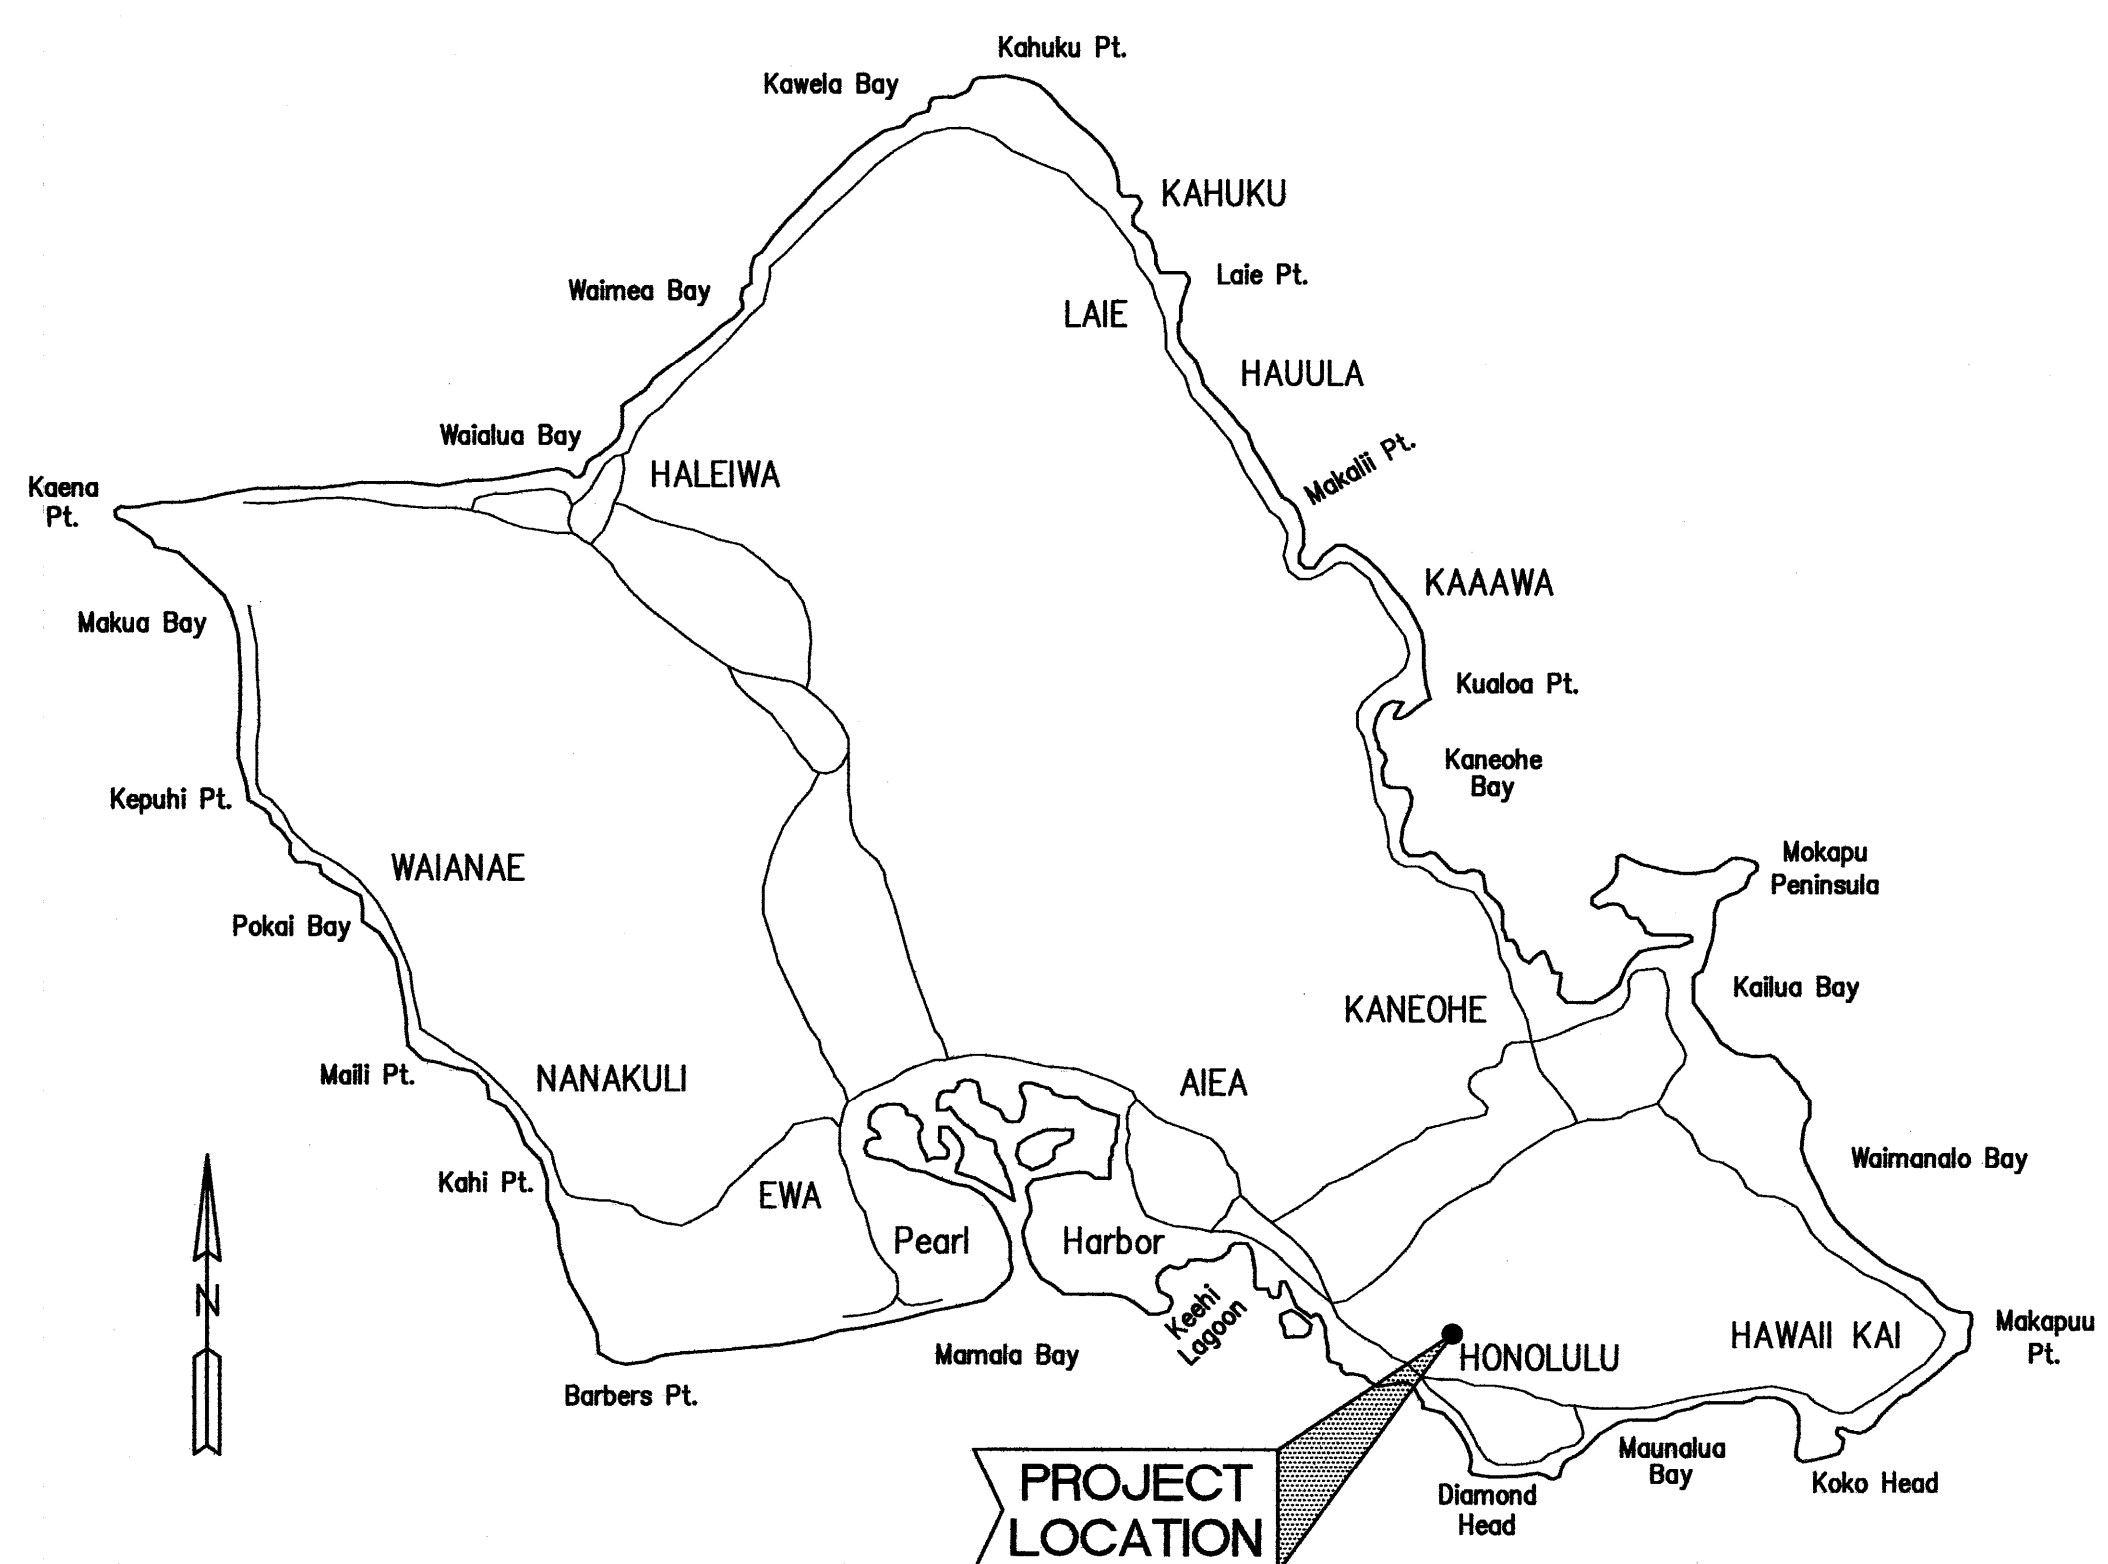 Kahuku Pt.
Kawela Bay
KAHUKU
Laie Pt.
Waimea Bay
LAIE
HAUULA
Waialua Bay
Makalii Pt.
HALEIWA
Kaena
Pt.
KAAAWA
Makua Bay
Kualoa Pt.
Kaneohe
Bay
Kepuhi Pt.
WAIANAE
Mokapu
Peninsula
Pokai Bay
Kailua Bay
KANEOHE
Maili Pt.
NANAKULI
AIEA
Waimanalo Bay
Kahi Pt.
EWA
Pearl Harbor
N
Keehi
Lagoon
Makapuu
Pt.
HAWAII KAI
Mamala Bay
HONOLULU
Barbers Pt.
Maunalua
Bay
Koko Head
PROJECT
LOCATION
Diamond
Head